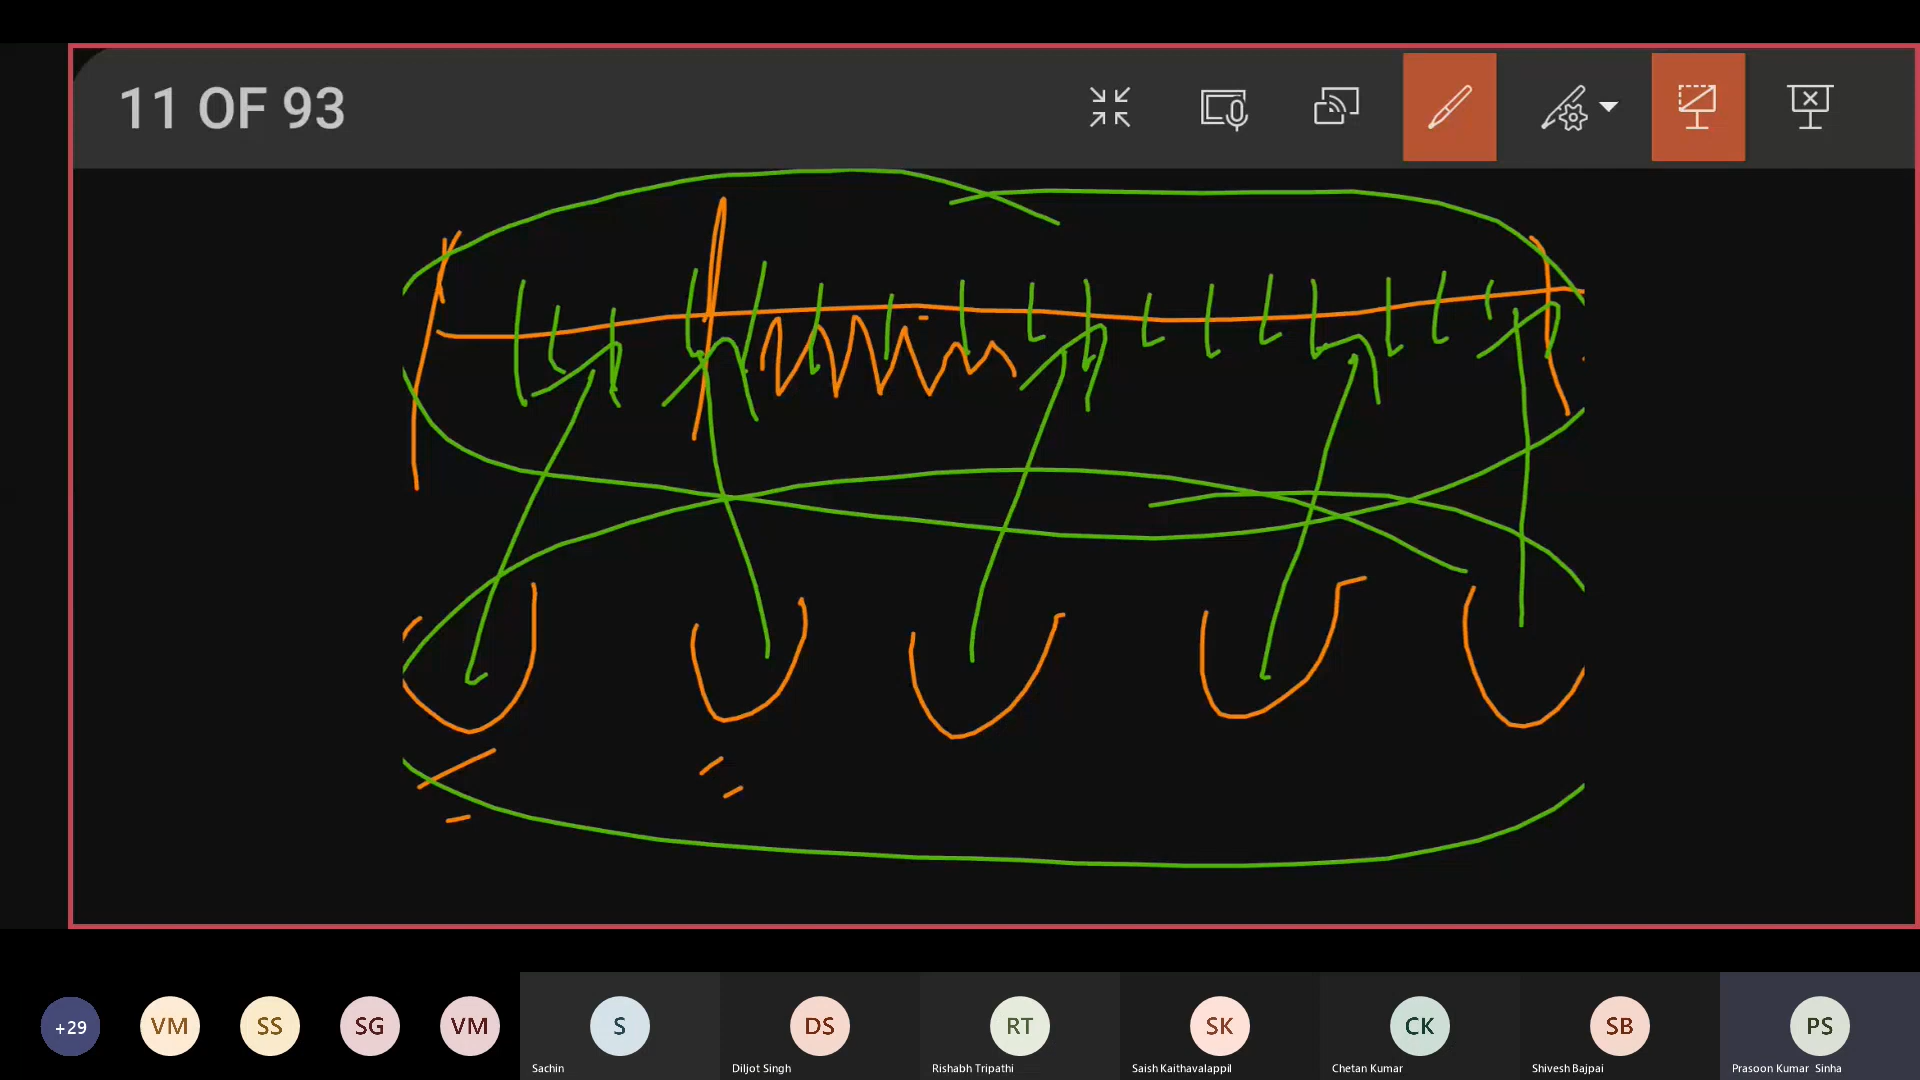 11 OF 93
+29
VM
SS
SG
VM
S
DS
RT
SK
CK
SB
PS
Sachin
Diljot Singh
Rishabh Tripathi
Saish Kaithavalappil
Chetan Kumar
Shivesh Bajpai
Prasoon Kumar Sinha